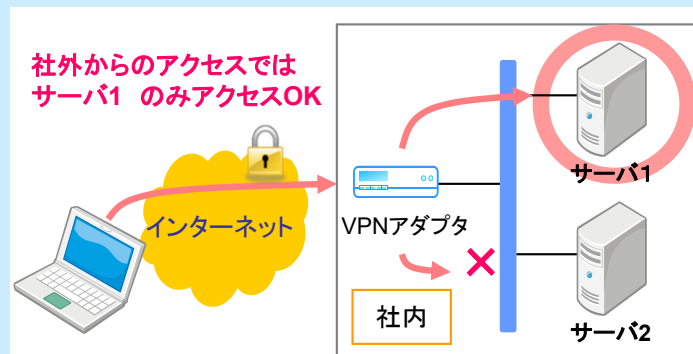 社外からのアクセスでは
サーバ1 のみアクセスOK
インターネット
VPNアダプタ
サーバ1
社内
サーバ2